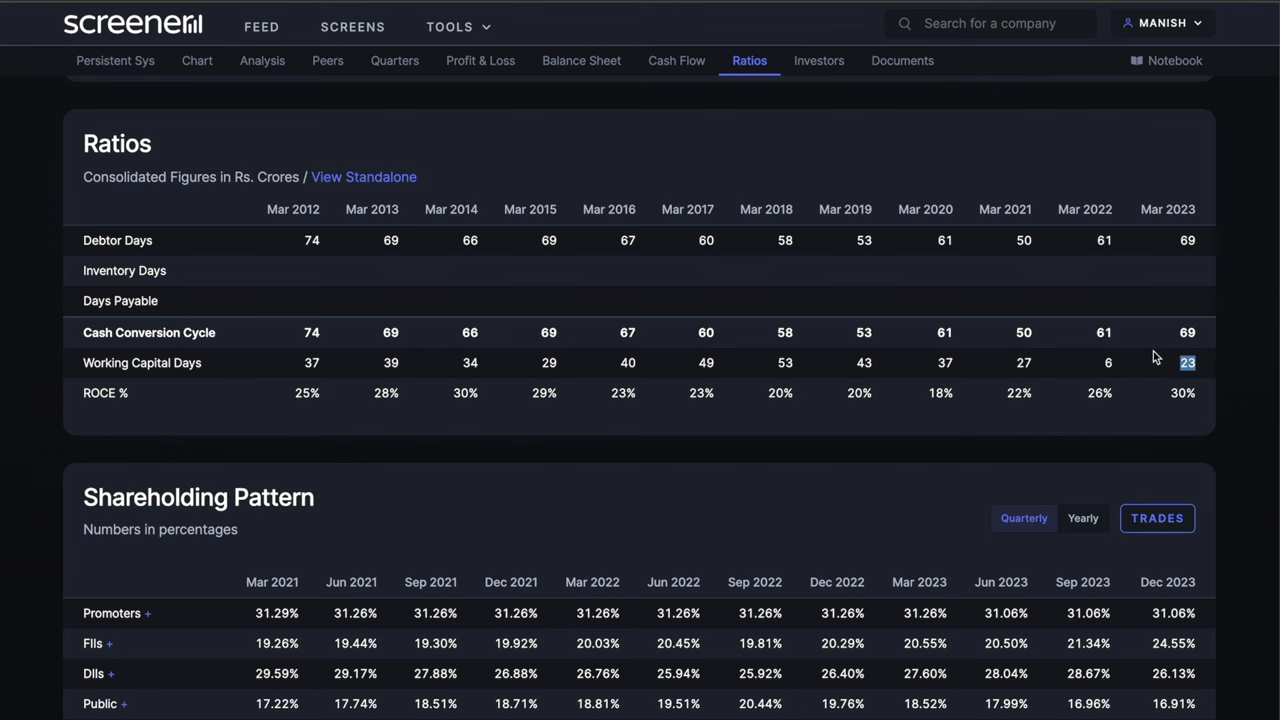 screener
FEED SCREENS TOOLS
Search for a company
MANISH
Persistent Sys Chart Analysis Peers Quarters Profit & Loss Balance Sheet Cash Flow Ratios Investors Documents Notebook
Ratios
Consolidated Figures in Rs. Crores / View Standalone
Mar 2012 Mar 2013 Mar 2014 Mar 2015 Mar 2016 Mar 2017 Mar 2018 Mar 2019 Mar 2020 Mar 2021 Mar 2022 Mar 2023
Debtor Days 74 69 66 69 67 60 58 53 61 50 61 69
Inventory Days
Days Payable
Cash Conversion Cycle 74 69 66 69 67 60 58 53 61 50 61 69
Working Capital Days 37 39 34 29 40 49 53 43 37 27 6 23
ROCE % 25% 28% 30% 29% 23% 23% 20% 20% 18% 22% 26% 30%
Shareholding Pattern
Numbers in percentages
Quarterly Yearly TRADES
Mar 2021 Jun 2021 Sep 2021 Dec 2021 Mar 2022 Jun 2022 Sep 2022 Dec 2022 Mar 2023 Jun 2023 Sep 2023 Dec 2023
Promoters + 31.29% 31.26% 31.26% 31.26% 31.26% 31.26% 31.26% 31.26% 31.26% 31.06% 31.06% 31.06%
FIIs + 19.26% 19.44% 19.30% 19.92% 20.03% 20.45% 19.81% 20.29% 20.55% 20.50% 21.34% 24.55%
DIIs + 29.59% 29.17% 27.88% 26.88% 26.76% 25.94% 25.92% 26.40% 27.60% 28.04% 28.67% 26.13%
Public + 17.22% 17.74% 18.51% 18.71% 18.81% 19.51% 20.44% 19.76% 18.52% 17.99% 16.96% 16.91%